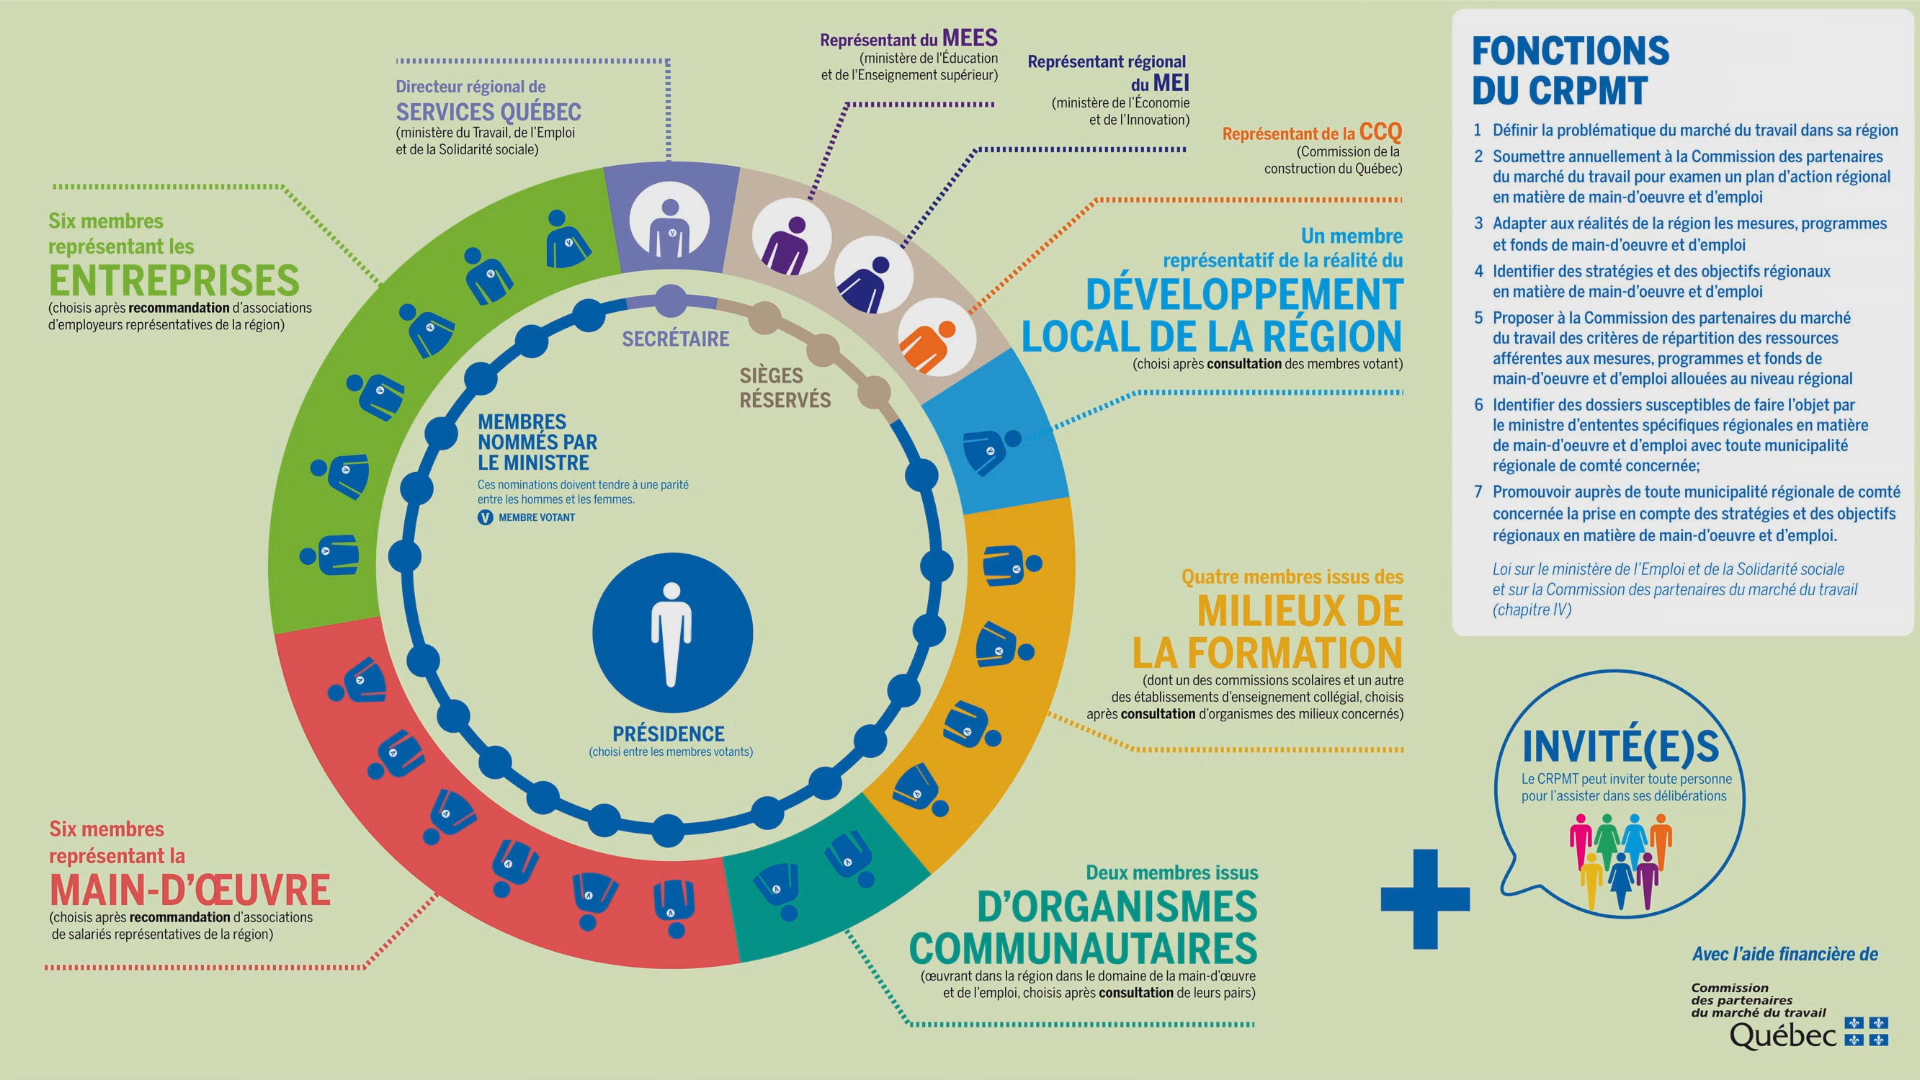 Directeur régional de
SERVICES QUÉBEC
(ministère du Travail, de l'Emploi
et de la Solidarité sociale)
Représentant du MEES
(ministère de l'Éducation
et de l'Enseignement supérieur)
Représentant régional
du MEI
(ministère de l'Économie
et de l'Innovation)
Représentant de la CCQ
(Commission de la
construction du Québec)
Six membres
représentant les
ENTREPRISES
(choisis après recommandation d'associations
d'employeurs représentatives de la région)
Un membre
représentatif de la réalité du
DÉVELOPPEMENT
LOCAL DE LA RÉGION
(choisi après consultation des membres votant)
SECRÉTAIRE
SIÈGES
RÉSERVÉS
MEMBRES
NOMMÉS PAR
LE MINISTRE
Ces nominations doivent tendre à une parité
entre les hommes et les femmes.
V MEMBRE VOTANT
PRÉSIDENCE
(choisi entre les membres votants)
Quatre membres issus des
MILIEUX DE
LA FORMATION
(dont un des commissions scolaires et un autre
des établissements d'enseignement collégial, choisis
après consultation d'organismes des milieux concernés)
Six membres
représentant la
MAIN-D'ŒUVRE
(choisis après recommandation d'associations
de salariés représentatives de la région)
Deux membres issus
D'ORGANISMES
COMMUNAUTAIRES
(œuvrant dans la région dans le domaine de la main-d'œuvre
et de l'emploi, choisis après consultation de leurs pairs)
FONCTIONS
DU CRPMT
1 Définir la problématique du marché du travail dans sa région
2 Soumettre annuellement à la Commission des partenaires
du marché du travail pour examen un plan d'action régional
en matière de main-d'oeuvre et d'emploi
3 Adapter aux réalités de la région les mesures, programmes
et fonds de main-d'oeuvre et d'emploi
4 Identifier des stratégies et des objectifs régionaux
en matière de main-d'oeuvre et d'emploi
5 Proposer à la Commission des partenaires du marché
du travail des critères de répartition des ressources
afférentes aux mesures, programmes et fonds de
main-d'oeuvre et d'emploi allouées au niveau régional
6 Identifier des dossiers susceptibles de faire l'objet par
le ministre d'ententes spécifiques régionales en matière
de main-d'oeuvre et d'emploi avec toute municipalité
régionale de comté concernée;
7 Promouvoir auprès de toute municipalité régionale de comté
concernée la prise en compte des stratégies et des objectifs
régionaux en matière de main-d'oeuvre et d'emploi.
Loi sur le ministère de l'Emploi et de la Solidarité sociale
et sur la Commission des partenaires du marché du travail
(chapitre IV)
INVITÉ(E)S
Le CRPMT peut inviter toute personne
pour l'assister dans ses délibérations
Avec l'aide financière de
Commission
des partenaires
du marché du travail
Québec